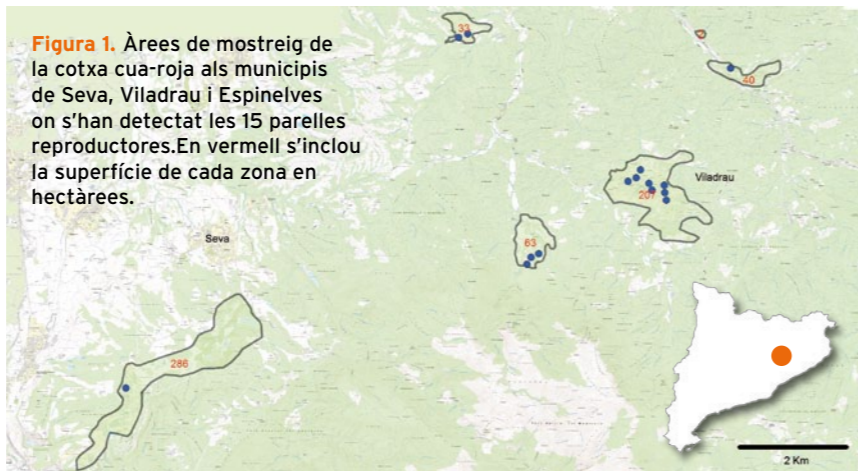 Figura 1. Àrees de mostreig de
la cotxa cua-roja als municipis
de Seva, Viladrau i Espinelves
on s'han detectat les 15 parelles
reproductores.En vermell s'inclou
la superfície de cada zona en
hectàrees.
33
40
Viladrau
207
Seva
63
286
2 Km